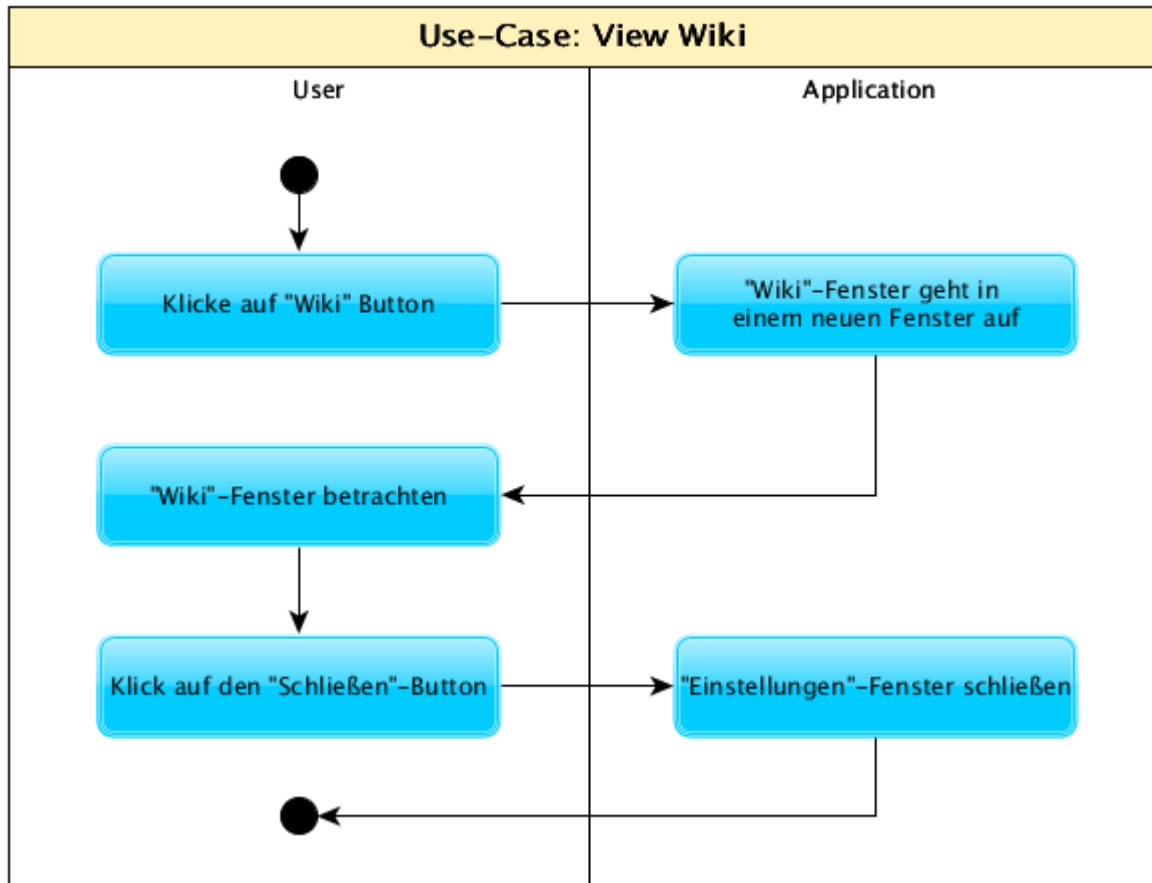 Use-Case: View Wiki
User
Application
Klicke auf "Wiki" Button
"Wiki"-Fenster geht in
einem neuen Fenster auf
"Wiki"-Fenster betrachten
Klick auf den "Schließen"-Button
"Einstellungen"-Fenster schließen